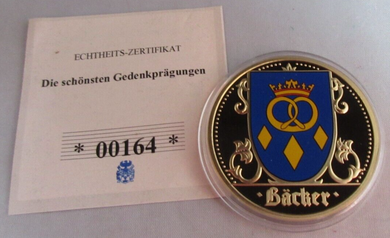 ECHTHEITS-ZERTIFIKAT
Die schönsten Gedenkprägungen
* 00164 *
· Bäcker ·